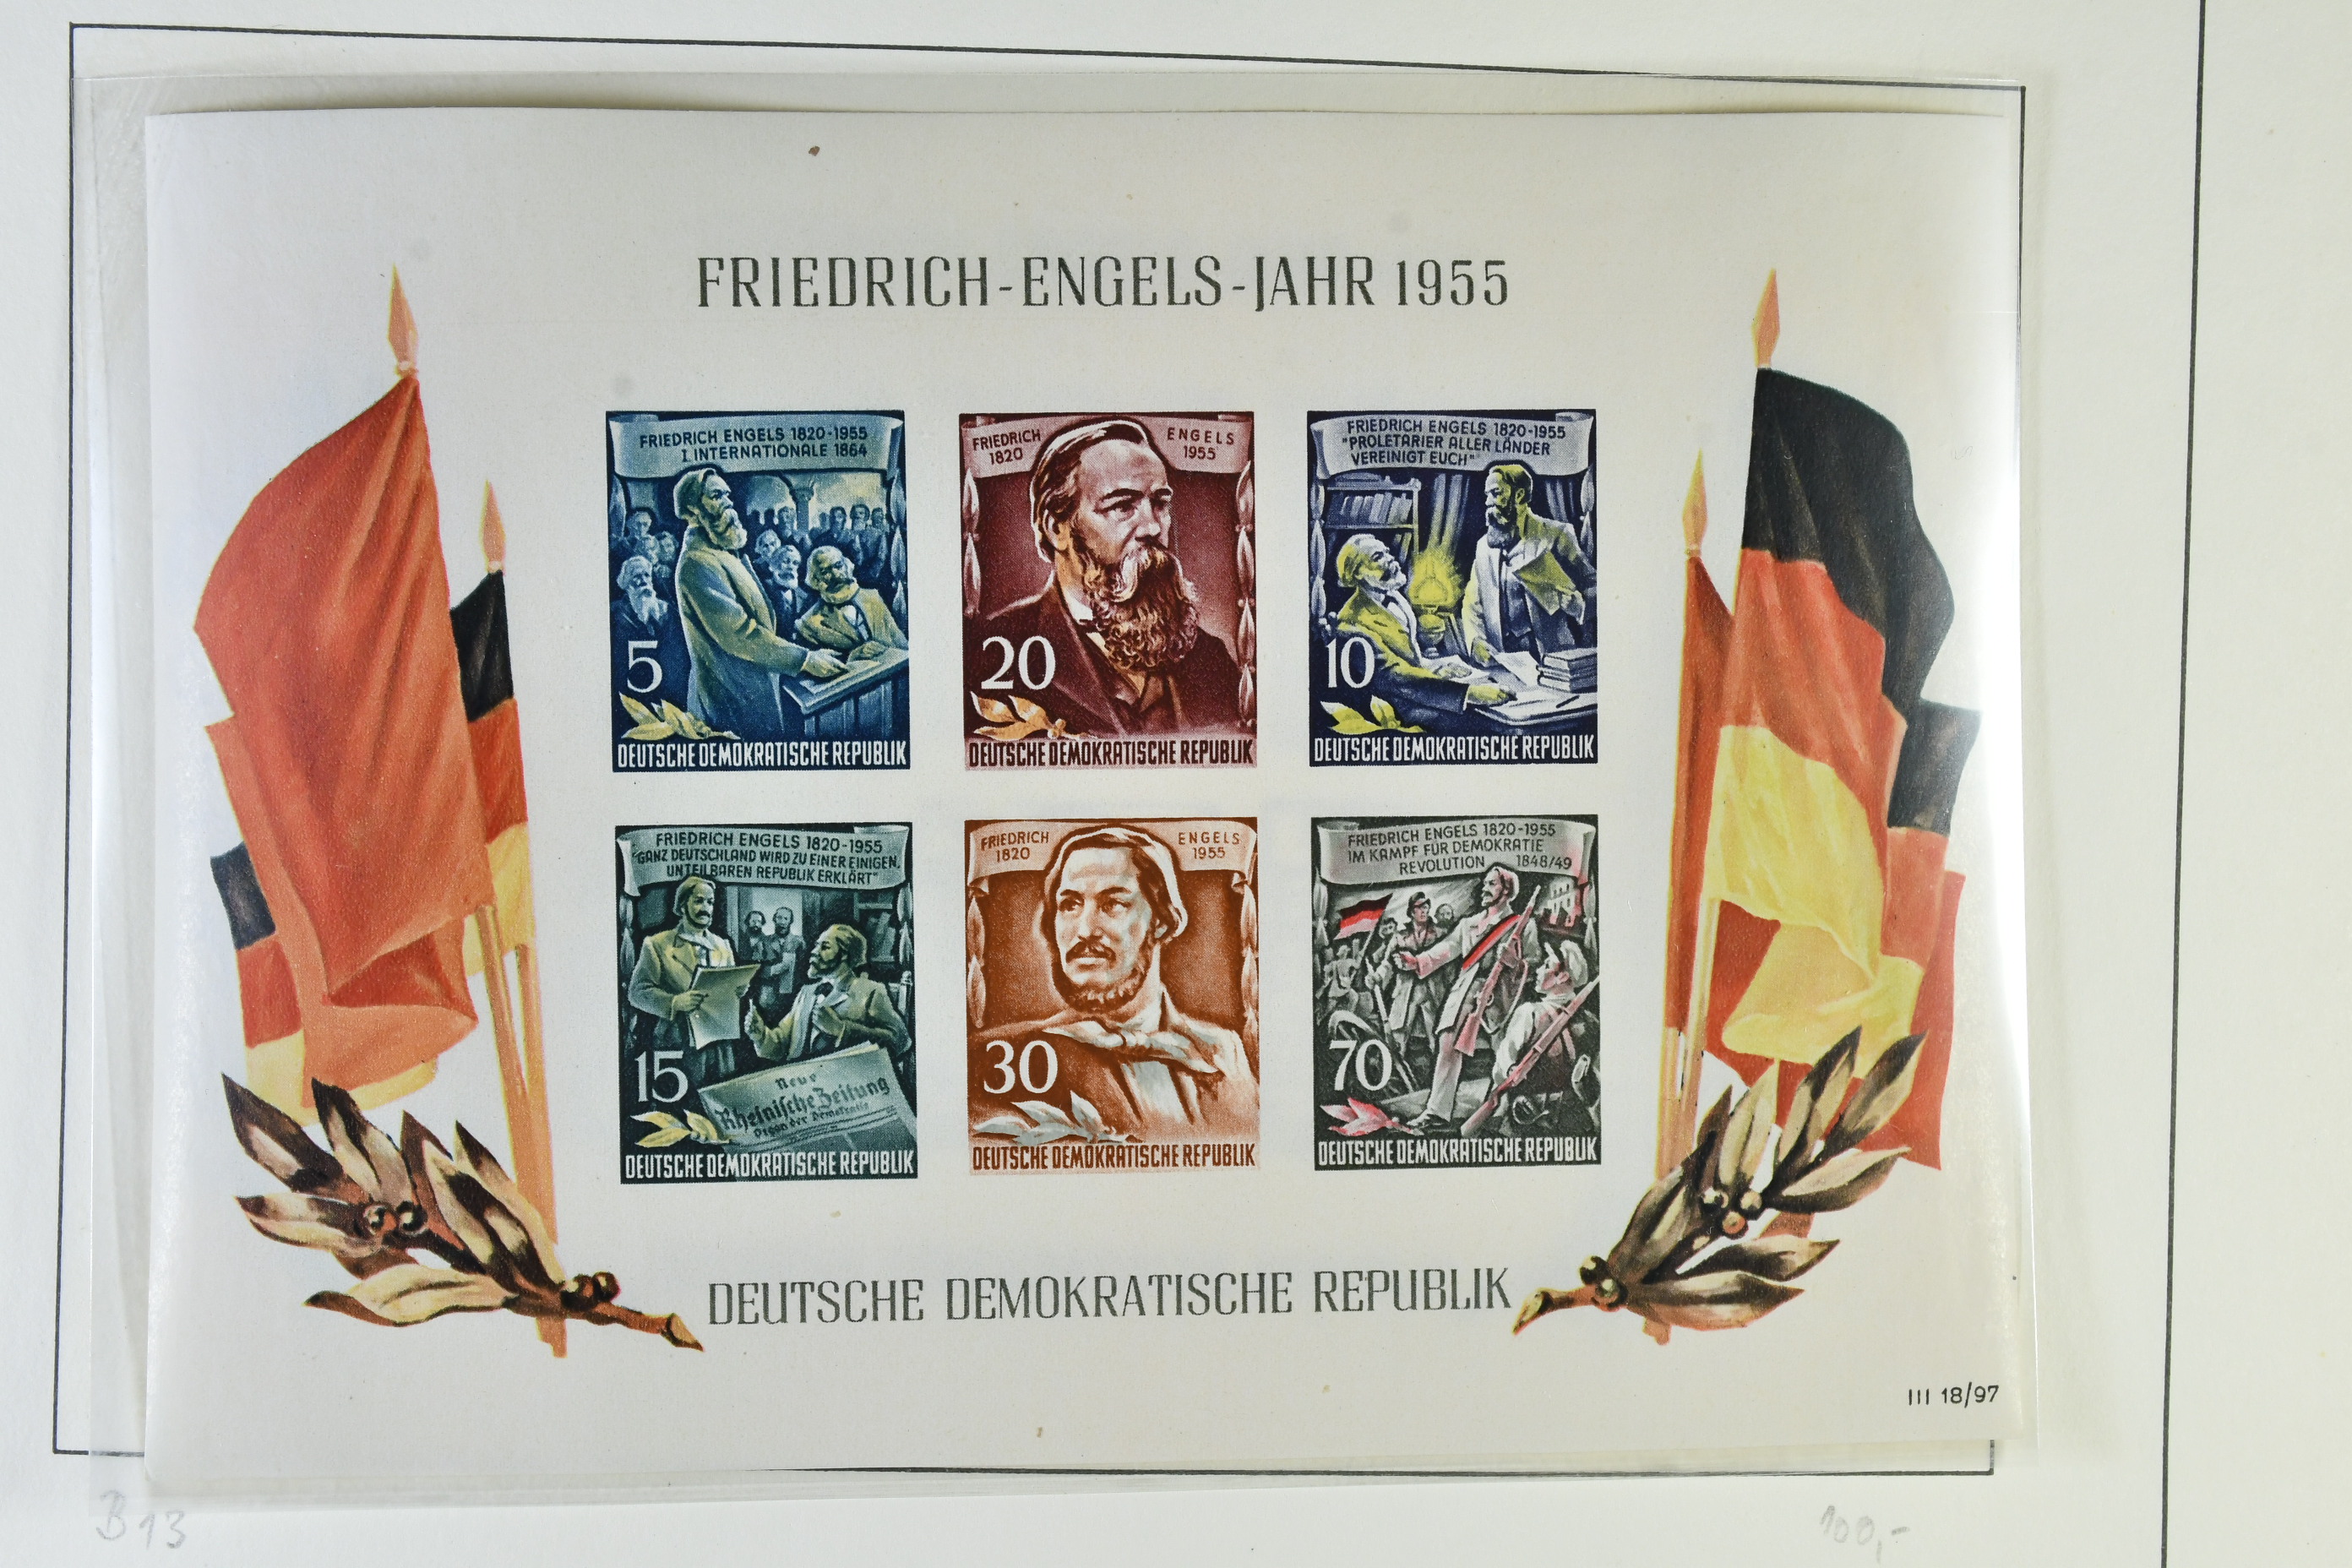 FRIEDRICH-ENGELS-JAHR 1955
FRIEDRICH ENGELS 1820-1955
I. INTERNATIONALE 1864
5
DEUTSCHE DEMOKRATISCHE REPUBLIK
FRIEDRICH ENGELS
1820 1955
20
DEUTSCHE DEMOKRATISCHE REPUBLIK
FRIEDRICH ENGELS 1820-1955
"PROLETARIER ALLER LÄNDER
VEREINIGT EUCH"
10
DEUTSCHE DEMOKRATISCHE REPUBLIK
FRIEDRICH ENGELS 1820-1955
"GANZ DEUTSCHLAND WIRD ZU EINER EINIGEN,
UNTEILBAREN REPUBLIK ERKLÄRT"
15
Neue
Rheinische Zeitung
Organ der Demokratie
DEUTSCHE DEMOKRATISCHE REPUBLIK
FRIEDRICH ENGELS
1820 1955
30
DEUTSCHE DEMOKRATISCHE REPUBLIK
FRIEDRICH ENGELS 1820-1955
IM KAMPF FÜR DEMOKRATIE
REVOLUTION 1848/49
70
DEUTSCHE DEMOKRATISCHE REPUBLIK
DEUTSCHE DEMOKRATISCHE REPUBLIK
III 18/97
B 13
100,-